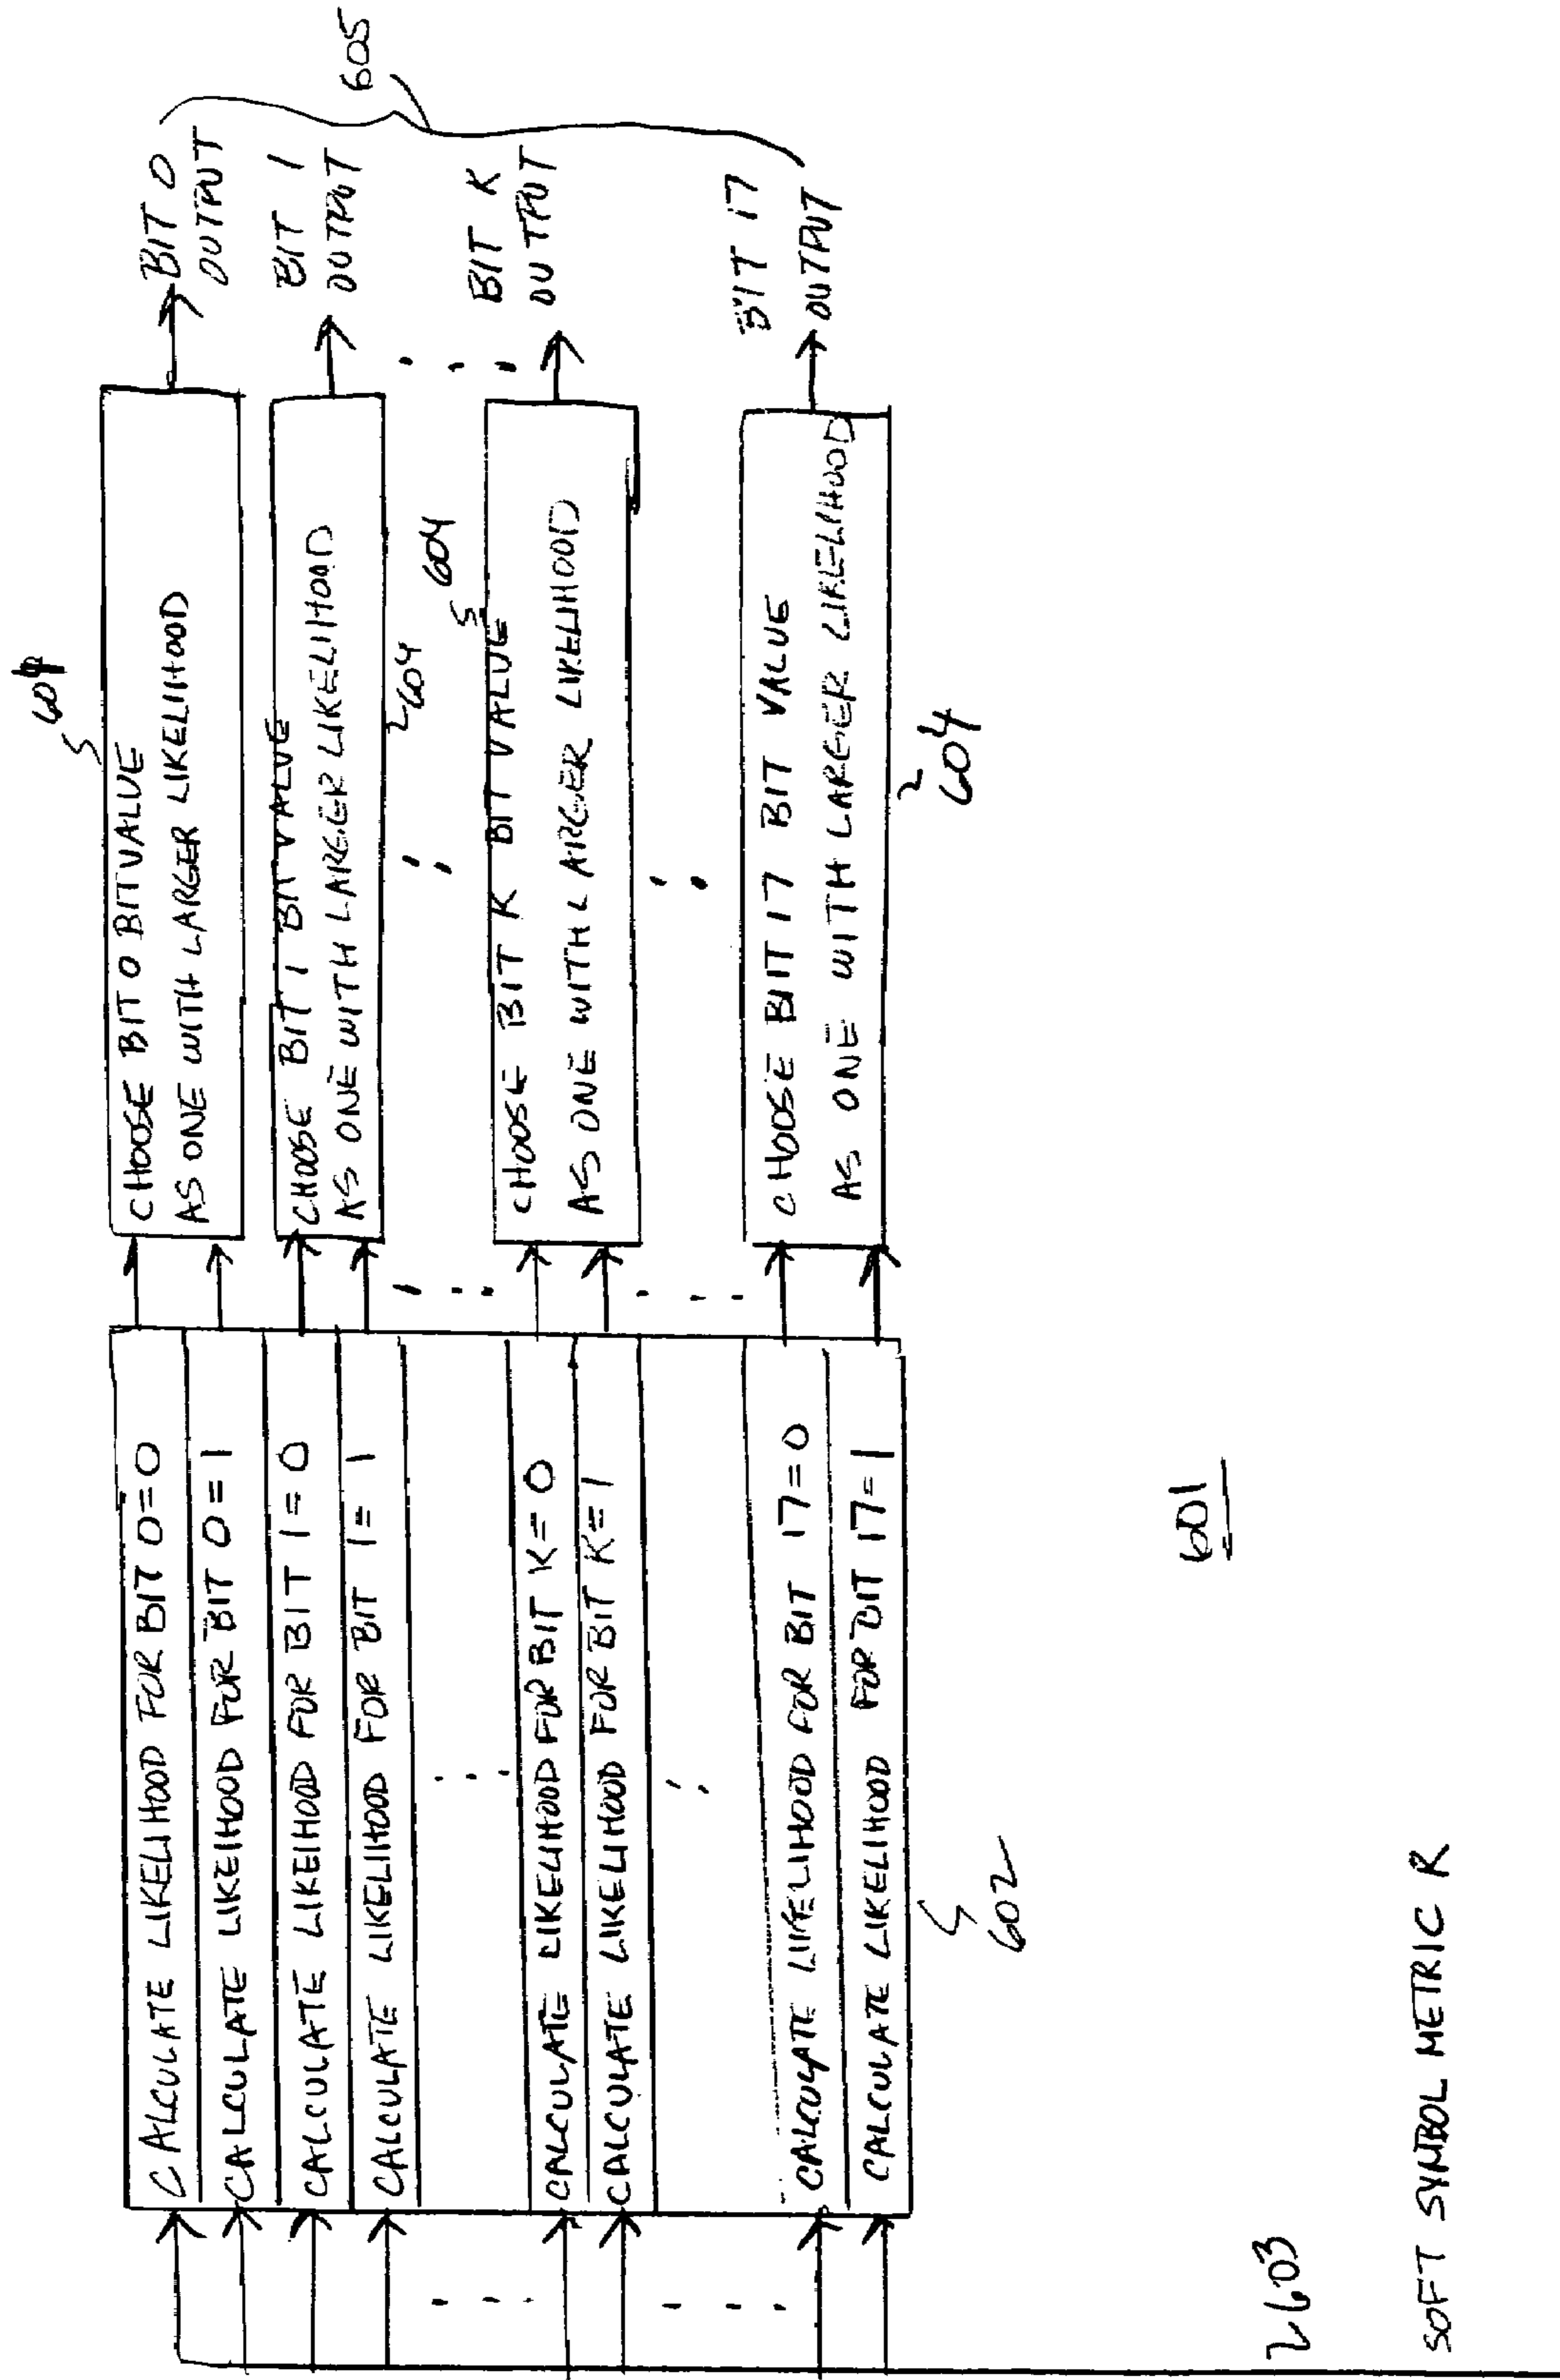 CALCULATE LIKELIHOOD FOR BIT 0=0
CALCULATE LIKEIHOOD FOR BIT 0=1
CALCULATE LIKEIHOOD FOR BIT 1=0
CALCULATE LIKELIHOOD FOR BIT 1=1
CALCULATE LIKELIHOOD FOR BIT K=0
CALCULATE LIKELIHOOD FOR BIT K=1
CALCULATE LIKELIHOOD FOR BIT 17=0
CALCULATE LIKELIHOOD FOR BIT 17=1
602
604
CHOOSE BIT 0 BIT VALUE
AS ONE WITH LARGER LIKELIHOOD
CHOOSE BIT 1 BIT VALUE
AS ONE WITH LARGER LIKELIHOOD
604
604
CHOOSE BIT K BIT VALUE
AS ONE WITH LARGER LIKELIHOOD
CHOOSE BIT 17 BIT VALUE
AS ONE WITH LARGER LIKELIHOOD
604
BIT 0
OUTPUT
BIT 1
OUTPUT
BIT K
OUTPUT
BIT 17
OUTPUT
605
601
603
SOFT SYMBOL METRIC R